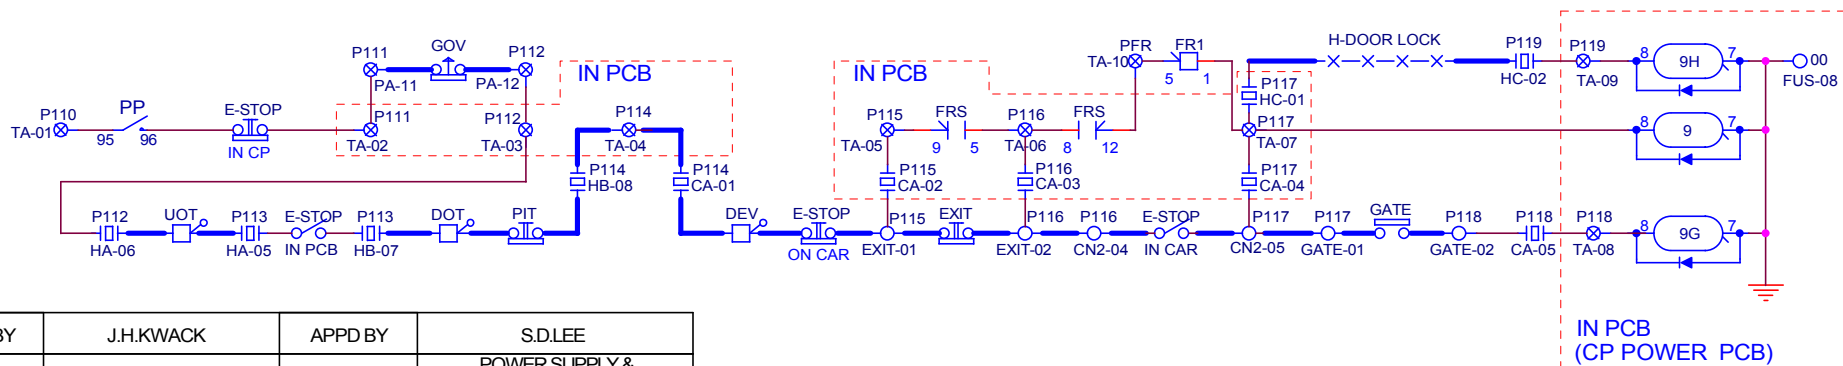 P110
TA-01
PP
95 96
E-STOP
IN CP
P111
PA-11
GOV
P112
PA-12
P111
TA-02
P112
TA-03
IN PCB
P114
TA-04
P114
HB-08
P114
CA-01
P112
HA-06
UOT
P113
HA-05
E-STOP
IN PCB
P113
HB-07
DOT
PIT
DEV
E-STOP
ON CAR
IN PCB
P115
TA-05
FRS
9 5
P116
TA-06
FRS
8 12
PFR
TA-10
FR1
5 1
P117
HC-01
P117
TA-07
P115
CA-02
P116
CA-03
P117
CA-04
P115
EXIT-01
EXIT
P116
EXIT-02
P116
CN2-04
E-STOP
IN CAR
P117
CN2-05
P117
GATE-01
GATE
P118
GATE-02
P118
CA-05
P118
TA-08
H-DOOR LOCK
P119
HC-02
P119
TA-09
8 9H 7
00
FUS-08
8 9 7
8 9G 7
IN PCB
(CP POWER PCB)
BY J.H.KWACK APPD BY S.D.LEE
POWER SUPPLY &